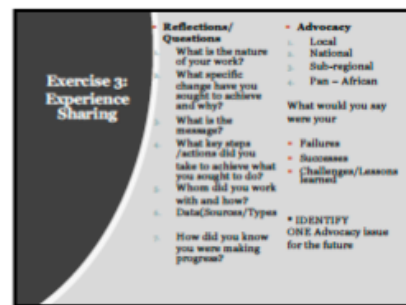 Exercise 3:
Experience
Sharing
Reflections/
Questions
What is the nature
of your work?
What specific
change have you
sought to achieve
and why?
What is the
message?
What key steps
/actions did you
take to achieve what
you sought to do?
Whom did you work
with and how?
Data(Sources/Types
How did you know
you were making
progress?
Advocacy
Local
National
Sub-regional
Pan – African
What would you say
were your
Failures
Successes
Challenges/Lessons
learned
* IDENTIFY
ONE Advocacy issue
for the future